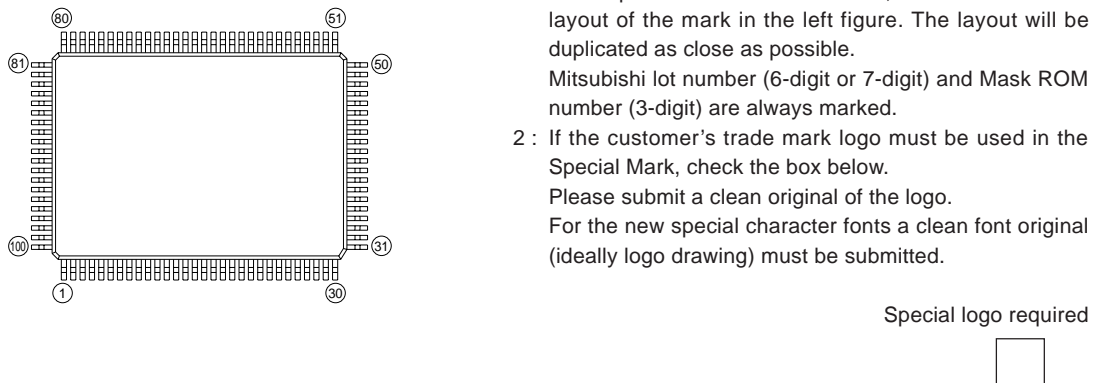 80
51
81
50
100
31
1
30
layout of the mark in the left figure. The layout will be
duplicated as close as possible.
Mitsubishi lot number (6-digit or 7-digit) and Mask ROM
number (3-digit) are always marked.
2 : If the customer’s trade mark logo must be used in the
Special Mark, check the box below.
Please submit a clean original of the logo.
For the new special character fonts a clean font original
(ideally logo drawing) must be submitted.
Special logo required